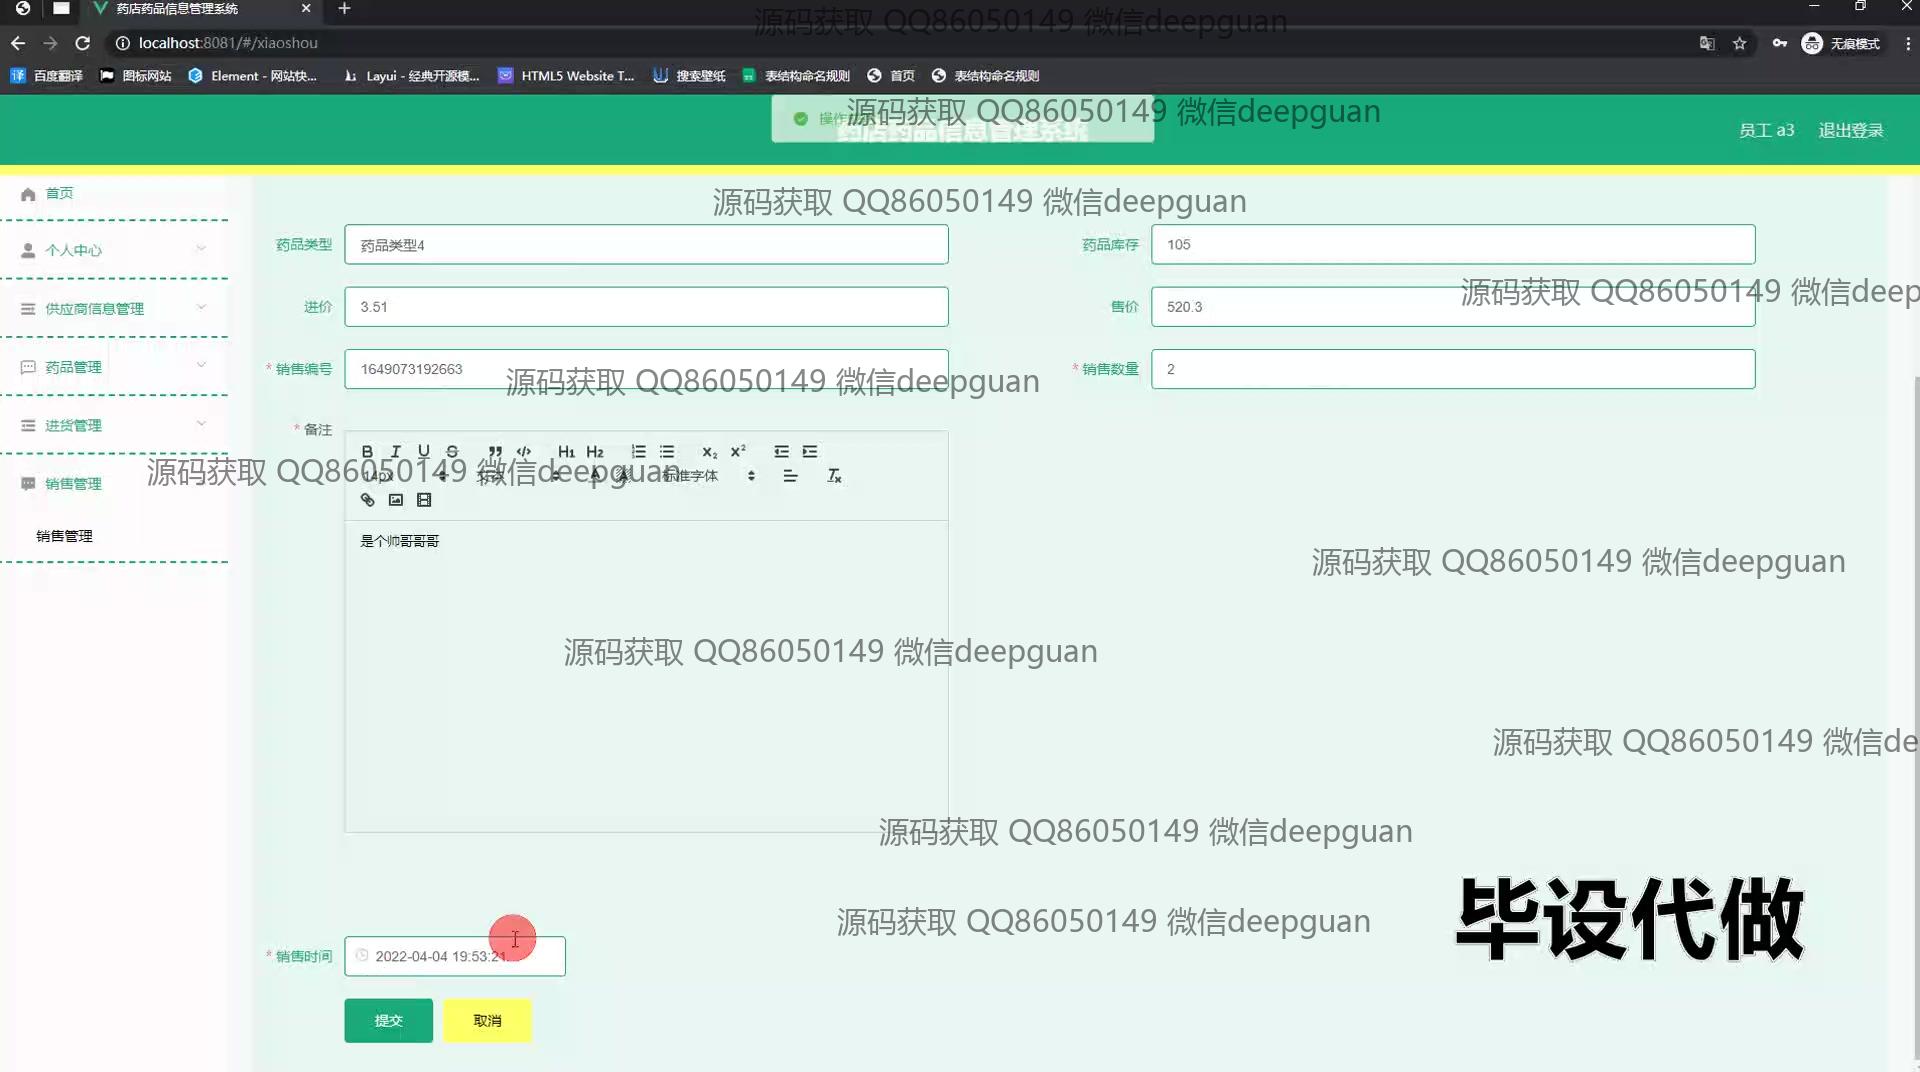 药店药品信息管理系统
源码获取 QQ86050149 微信deepguan
localhost:8081/#/xiaoshou
无痕模式
百度翻译
图标网站
Element - 网站快...
Layui - 经典开源模...
HTML5 Website T...
搜索壁纸
表结构命名规则
首页
表结构命名规则
操作
源码获取 QQ86050149 微信deepguan
药店药品信息管理系统
员工 a3
退出登录
首页
源码获取 QQ86050149 微信deepguan
个人中心
药品类型
药品类型4
药品库存
105
供应商信息管理
进价
3.51
售价
520.3
源码获取 QQ86050149 微信deep
药品管理
* 销售编号
1649073192663
源码获取 QQ86050149 微信deepguan
* 销售数量
2
进货管理
* 备注
B I U S H1 H2 X₂ X²
14px
标准字体
源码获取 QQ86050149 微信deepguan
销售管理
销售管理
是个帅哥哥哥
源码获取 QQ86050149 微信deepguan
源码获取 QQ86050149 微信deepguan
源码获取 QQ86050149 微信de
源码获取 QQ86050149 微信deepguan
毕设代做
源码获取 QQ86050149 微信deepguan
* 销售时间
2022-04-04 19:53:21
提交
取消